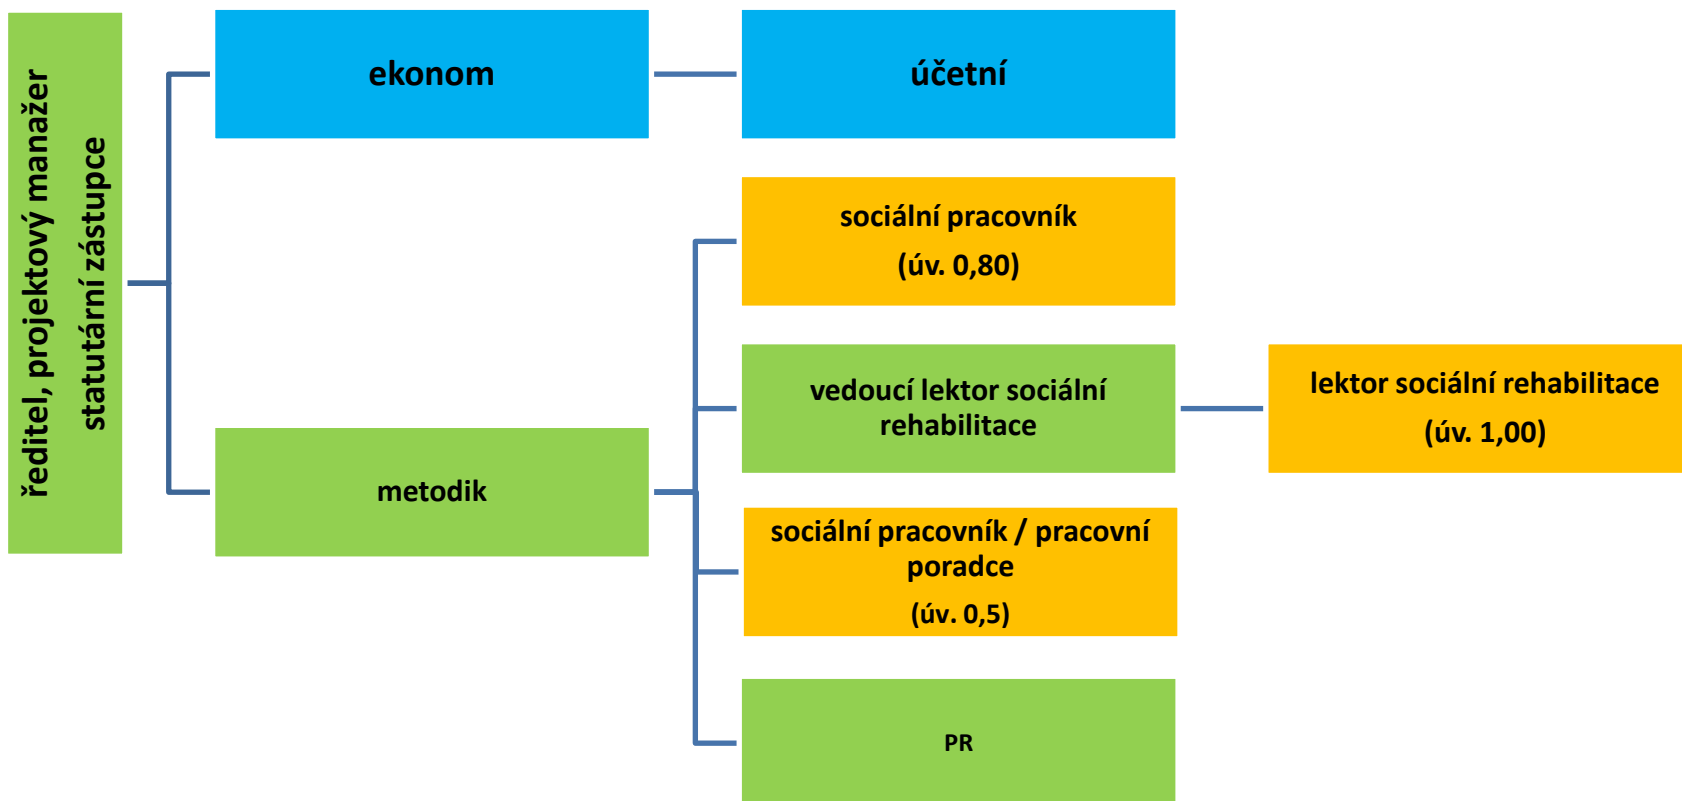 ředitel, projektový manažer
statutární zástupce
ekonom
účetní
sociální pracovník
(úv. 0,80)
vedoucí lektor sociální
rehabilitace
lektor sociální rehabilitace
(úv. 1,00)
metodik
sociální pracovník / pracovní
poradce
(úv. 0,5)
PR